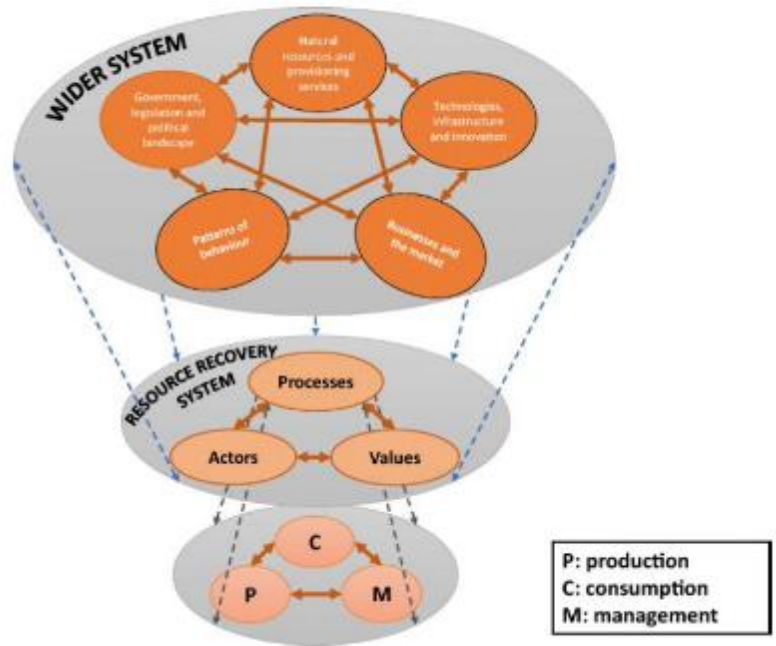 WIDER SYSTEM
Natural
resources and
provisioning
services
Government,
legislation and
political
landscape
Technologies,
infrastructure
and innovation
Patterns of
behaviour
Businesses and
the market
RESOURCE RECOVERY
SYSTEM
Processes
Actors
Values
C
P
M
P: production
C: consumption
M: management